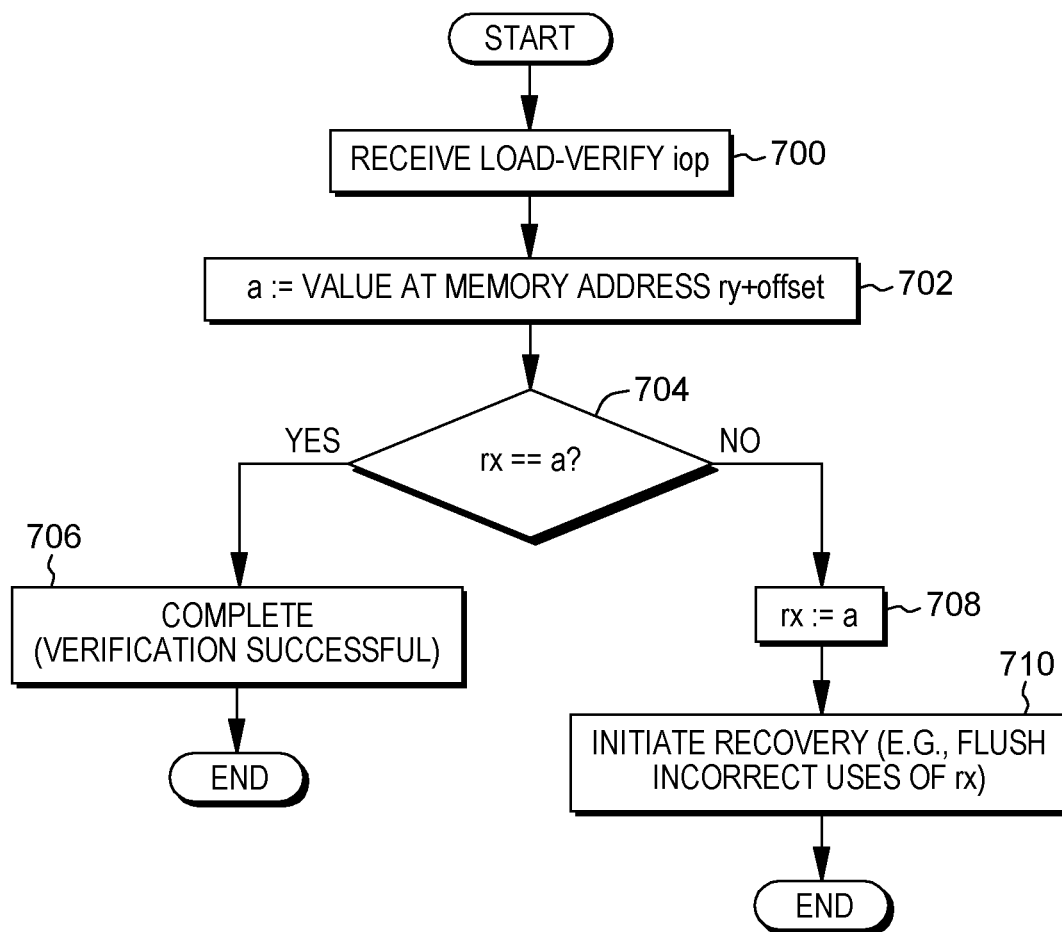 START
RECEIVE LOAD-VERIFY iop
700
a := VALUE AT MEMORY ADDRESS ry+offset
702
704
YES
rx == a?
NO
706
COMPLETE
(VERIFICATION SUCCESSFUL)
rx := a
708
710
INITIATE RECOVERY (E.G., FLUSH
INCORRECT USES OF rx)
END
END